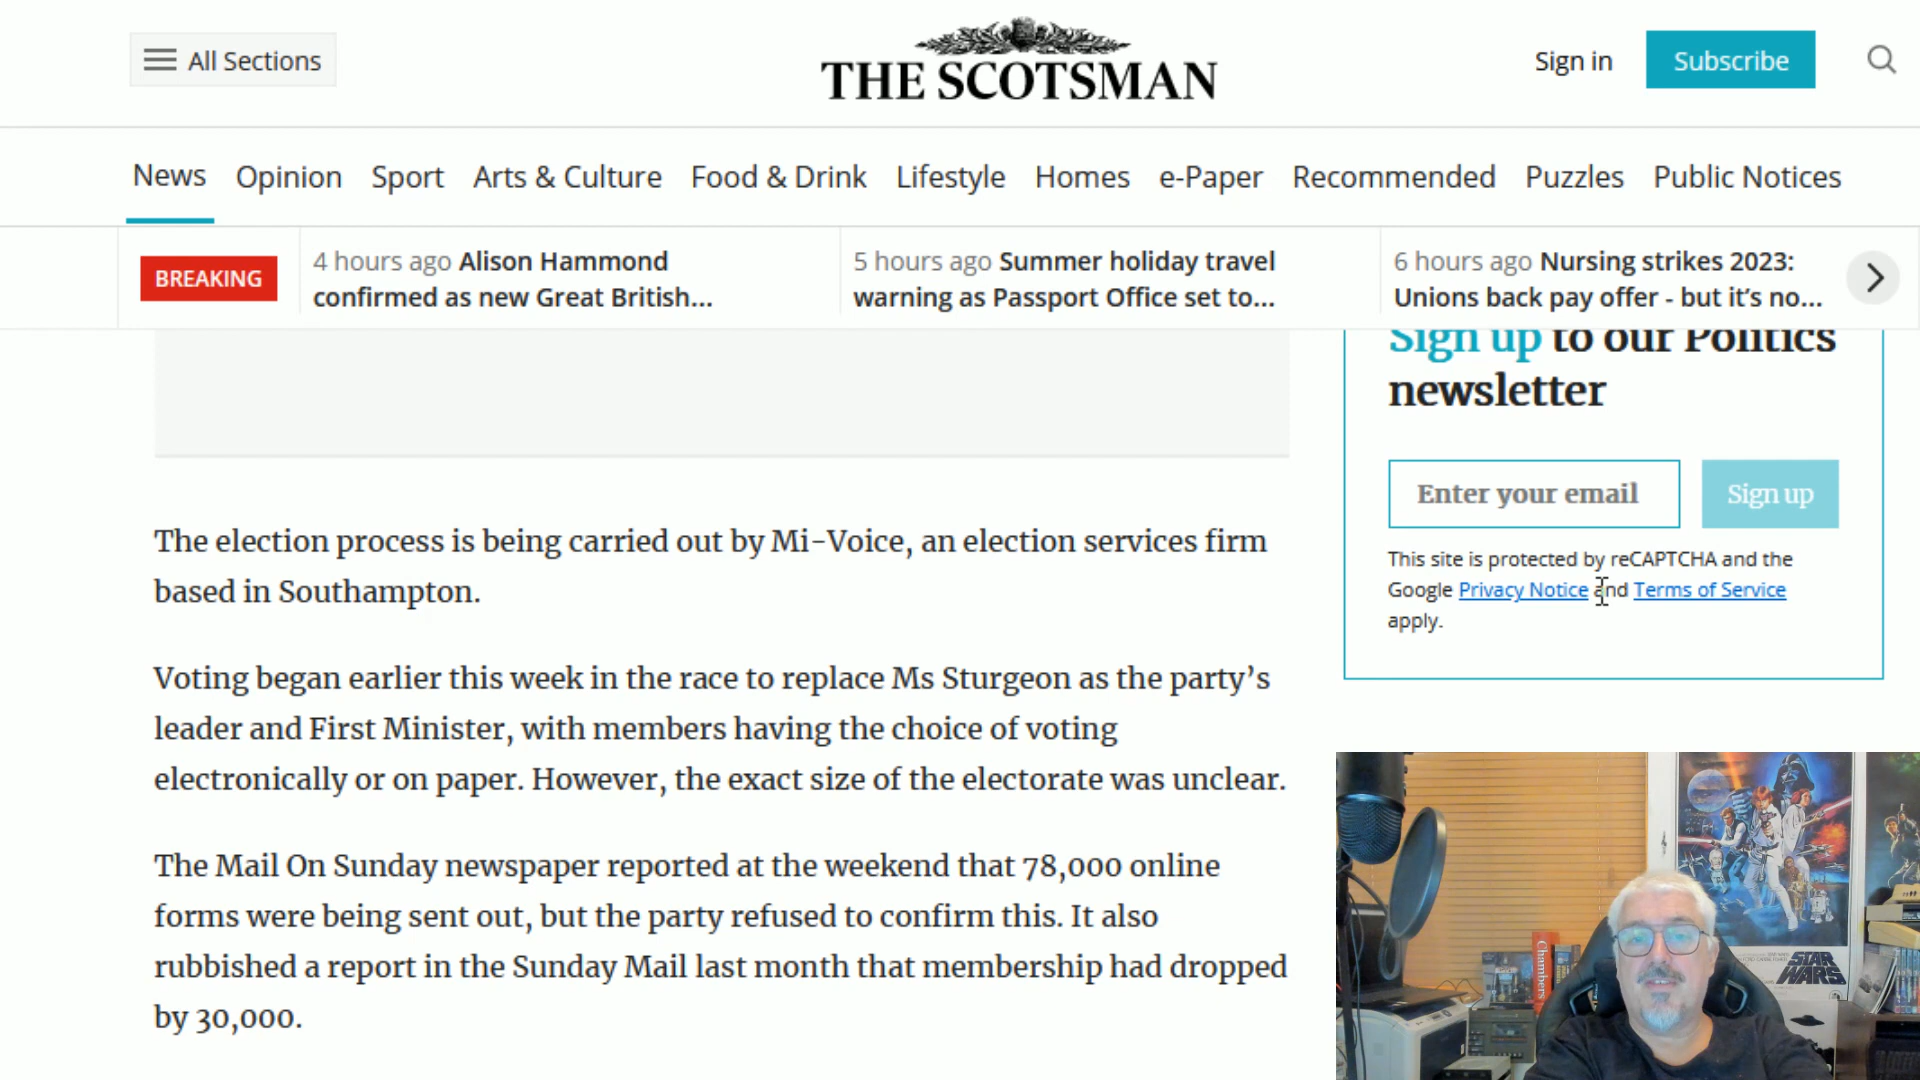 All Sections
THE SCOTSMAN
Sign in
Subscribe
News
Opinion
Sport
Arts & Culture
Food & Drink
Lifestyle
Homes
e-Paper
Recommended
Puzzles
Public Notices
BREAKING
4 hours ago Alison Hammond
confirmed as new Great British...
5 hours ago Summer holiday travel
warning as Passport Office set to...
6 hours ago Nursing strikes 2023:
Unions back pay offer - but it's no...
Sign up to our Politics
newsletter
Enter your email
Sign up
This site is protected by reCAPTCHA and the
Google Privacy Notice and Terms of Service
apply.
The election process is being carried out by Mi-Voice, an election services firm
based in Southampton.
Voting began earlier this week in the race to replace Ms Sturgeon as the party’s
leader and First Minister, with members having the choice of voting
electronically or on paper. However, the exact size of the electorate was unclear.
The Mail On Sunday newspaper reported at the weekend that 78,000 online
forms were being sent out, but the party refused to confirm this. It also
rubbished a report in the Sunday Mail last month that membership had dropped
by 30,000.
Chambers
STAR
WARS